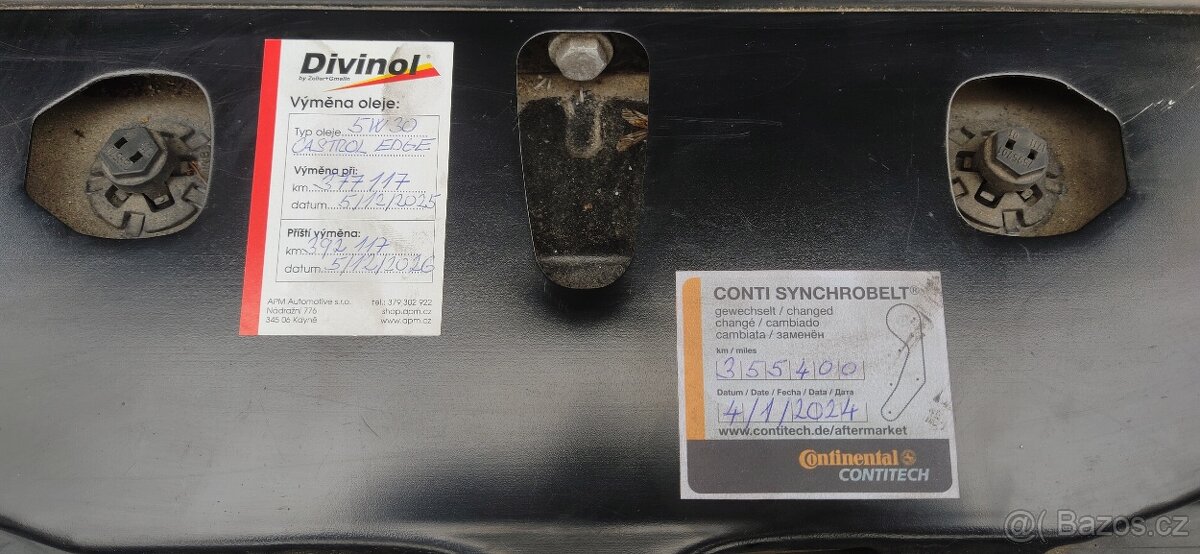 Divinol®
by Zeller+Gmelin
Výměna oleje:
Typ oleje 5W30
CASTROL EDGE
Výměna při:
km 377 117
datum 5/12/2025
Příští výměna:
km 392 117
datum 5/12/2026
APM Automotive s.r.o.
Nádražní 776
345 06 Kdyně
tel.: 379 302 922
shop.apm.cz
www.apm.cz
CONTI SYNCHROBELT®
gewechselt / changed
changé / cambiado
cambiata / заменён
km / miles
355400
Datum / Date / Fecha / Data / Дата
4/1/2024
www.contitech.de/aftermarket
Continental
CONTITECH
@( Bazos.cz